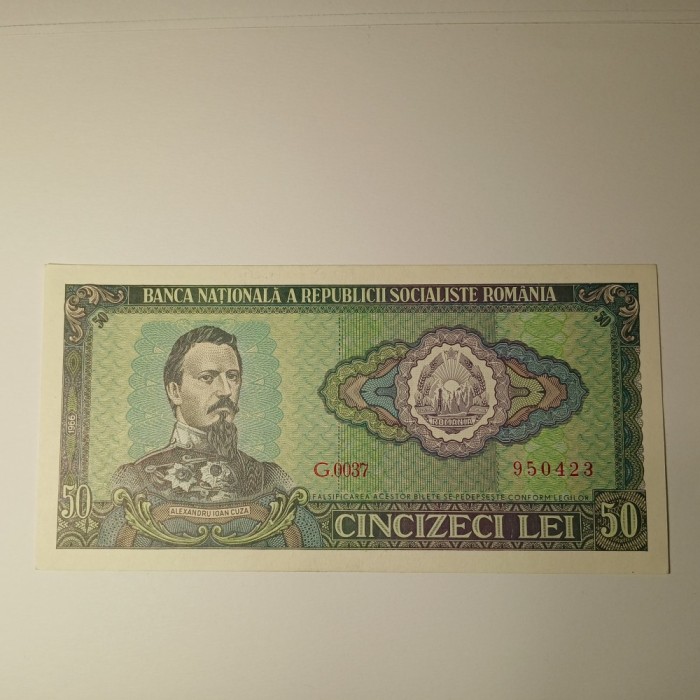 BANCA NAȚIONALĂ A REPUBLICII SOCIALISTE ROMÂNIA
50
50
1966
ROMANIA
G.0037
950423
FALSIFICAREA ACESTOR BILETE SE PEDEPSEȘTE CONFORM LEGILOR
50
ALEXANDRU IOAN CUZA
CINCIZECI LEI
50